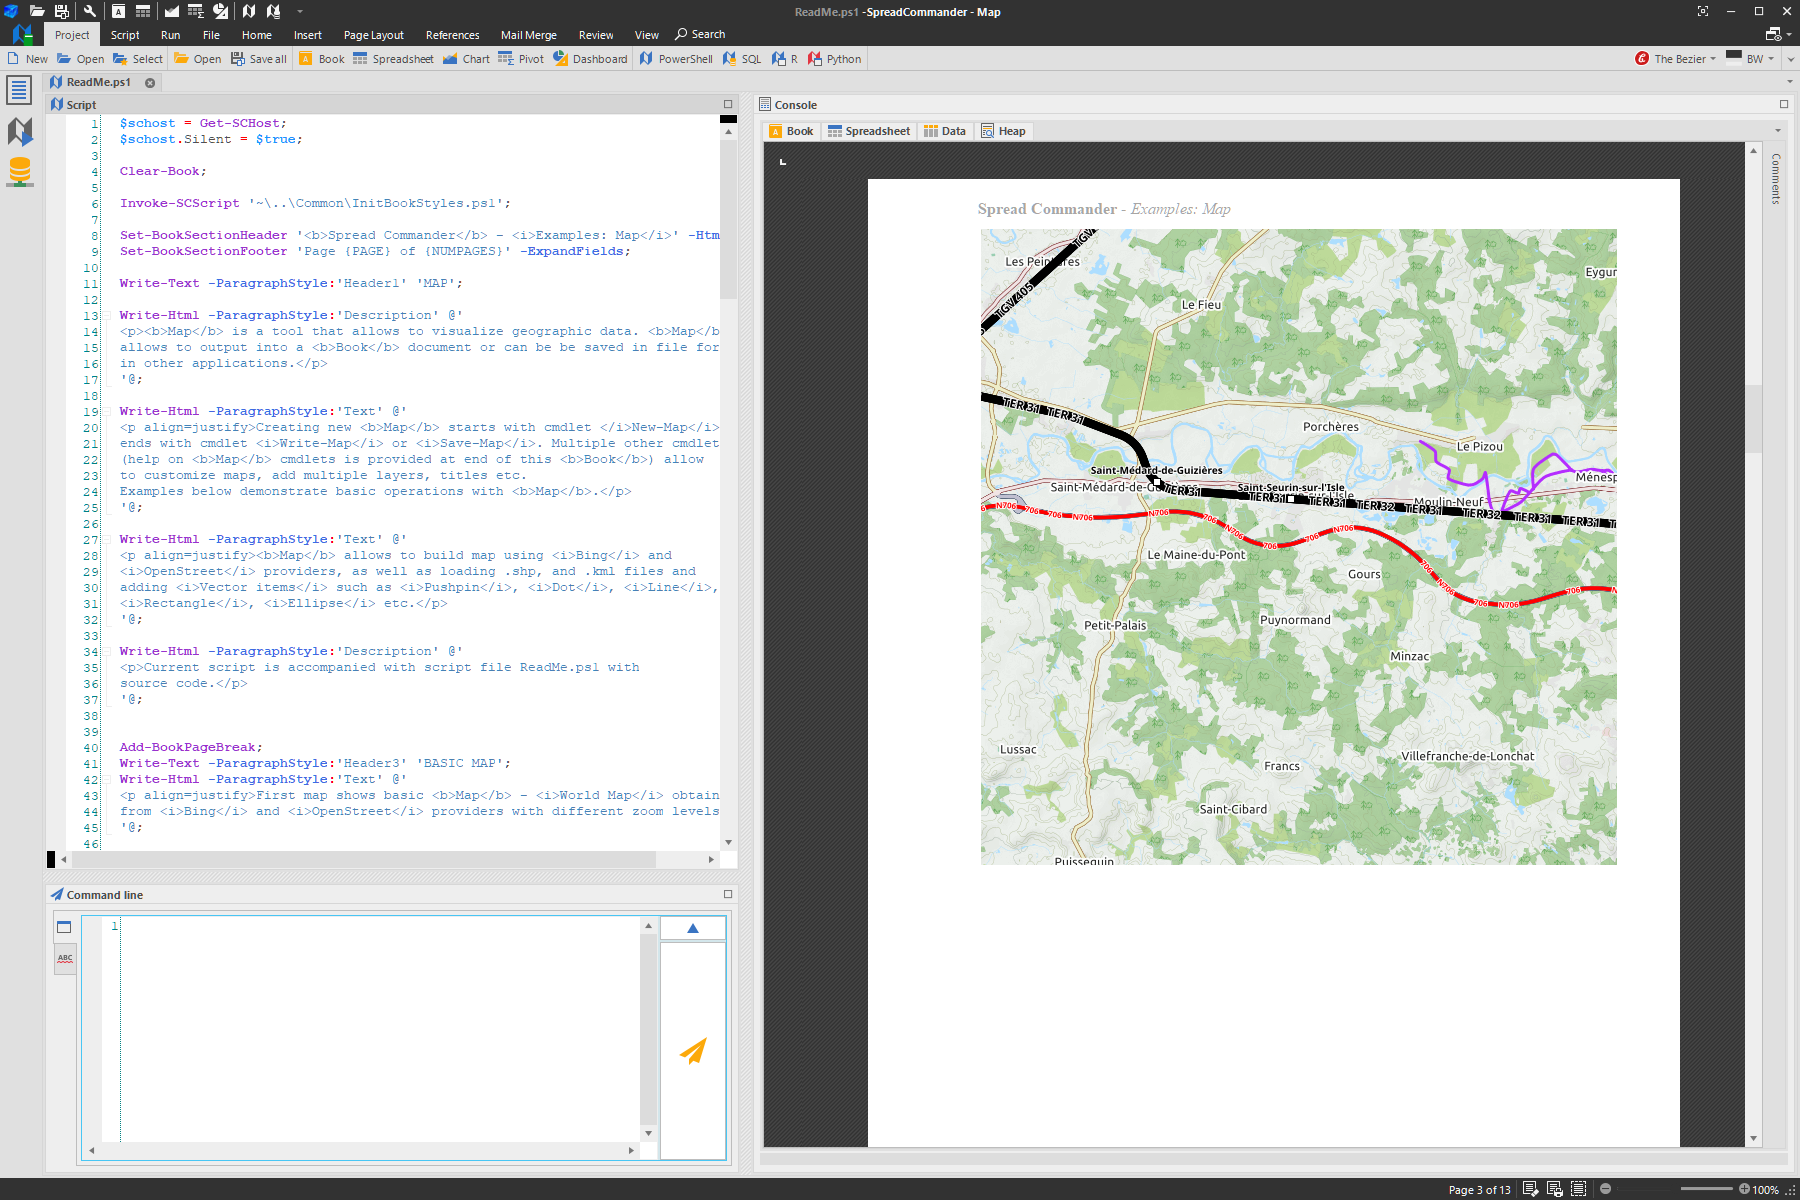 ReadMe.ps1 -SpreadCommander - Map
Project Script Run File Home Insert Page Layout References Mail Merge Review View Search
New Open Select Open Save all Book Spreadsheet Chart Pivot Dashboard PowerShell SQL R Python The Bezier BW
ReadMe.ps1
Script
1 $schost = Get-SCHost;
2 $schost.Silent = $true;
3
4 Clear-Book;
5
6 Invoke-SCScript '~\..\Common\InitBookStyles.ps1';
7
8 Set-BookSectionHeader '<b>Spread Commander</b> - <i>Examples: Map</i>' -Htm
9 Set-BookSectionFooter 'Page {PAGE} of {NUMPAGES}' -ExpandFields;
10
11 Write-Text -ParagraphStyle:'Header1' 'MAP';
12
13 Write-Html -ParagraphStyle:'Description' @'
14 <p><b>Map</b> is a tool that allows to visualize geographic data. <b>Map</b
15 allows to output into a <b>Book</b> document or can be be saved in file for
16 in other applications.</p>
17 '@;
18
19 Write-Html -ParagraphStyle:'Text' @'
20 <p align=justify>Creating new <b>Map</b> starts with cmdlet </i>New-Map</i>
21 ends with cmdlet <i>Write-Map</i> or <i>Save-Map</i>. Multiple other cmdlet
22 (help on <b>Map</b> cmdlets is provided at end of this <b>Book</b>) allow
23 to customize maps, add multiple layers, titles etc.
24 Examples below demonstrate basic operations with <b>Map</b>.</p>
25 '@;
26
27 Write-Html -ParagraphStyle:'Text' @'
28 <p align=justify><b>Map</b> allows to build map using <i>Bing</i> and
29 <i>OpenStreet</i> providers, as well as loading .shp, and .kml files and
30 adding <i>Vector items</i> such as <i>Pushpin</i>, <i>Dot</i>, <i>Line</i>,
31 <i>Rectangle</i>, <i>Ellipse</i> etc.</p>
32 '@;
33
34 Write-Html -ParagraphStyle:'Description' @'
35 <p>Current script is accompanied with script file ReadMe.ps1 with
36 source code.</p>
37 '@;
38
39
40 Add-BookPageBreak;
41 Write-Text -ParagraphStyle:'Header3' 'BASIC MAP';
42 Write-Html -ParagraphStyle:'Text' @'
43 <p align=justify>First map shows basic <b>Map</b> - <i>World Map</i> obtain
44 from <i>Bing</i> and <i>OpenStreet</i> providers with different zoom levels
45 '@;
46
Command line
ABC
1
Console
Book Spreadsheet Data Heap
Comments
Spread Commander - Examples: Map
TGV
Les Peintures
Eygur
TGV 405
Le Fieu
TER 31 TER 31
Porchères
Le Pizou
Saint-Médard-de-Guizières
Ménesp
Saint-Seurin-sur-l'Isle
TER 31 TER 31 TER 31 TER 32 TER 31 TER 32 TER 31 TER 31
Moulin-Neuf
6 N706 706 706 N706 N706 706 706 706 N706 706 N706 706 N706 706 N
Le Maine-du-Pont
Gours
Puynormand
Petit-Palais
Minzac
Lussac
Villefranche-de-Lonchat
Francs
Saint-Cibard
Puisseguin
Page 3 of 13 100%